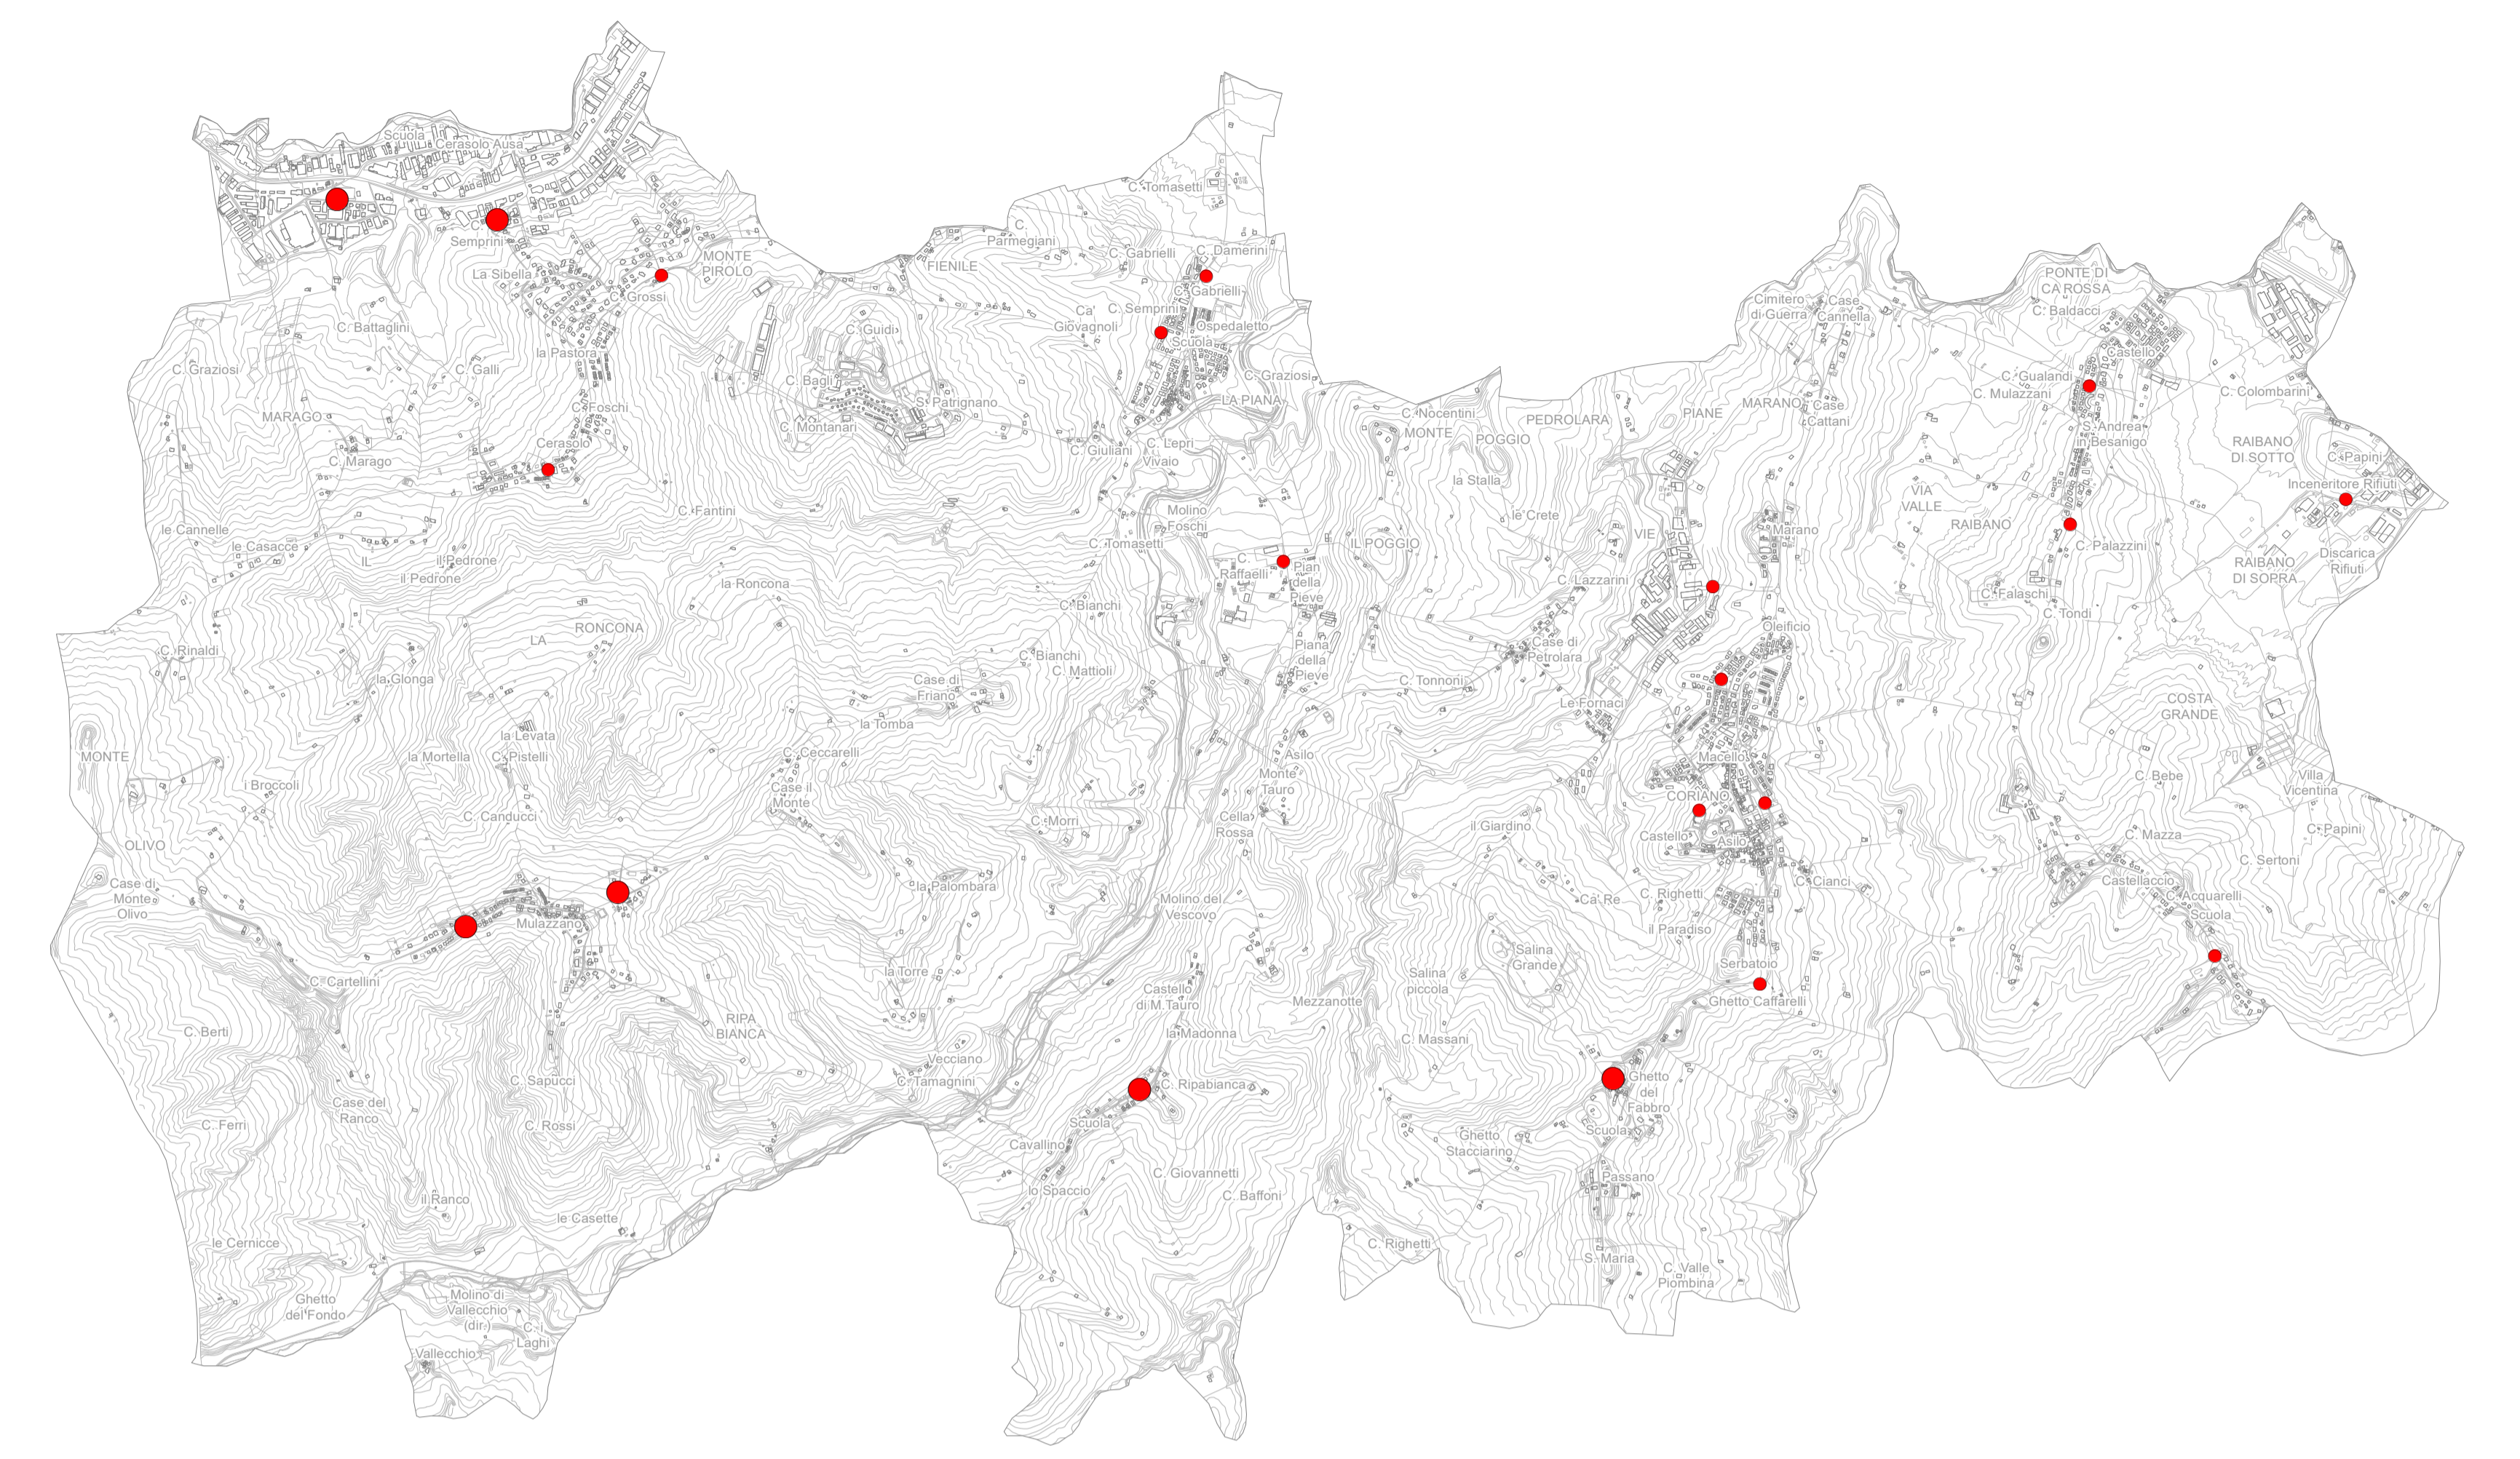 Scuola
Cerasolo Ausa
C.
Semprini
La Sibella
MONTE
PIROLO
C. Grossi
C. Battaglini
la Pastora
C. Graziosi
C. Galli
MARAGO
C. Foschi
Cerasolo
C. Marago
le Cannelle
le Casacce
IL
il Pedrone
il Pedrone
C. Fantini
C. Guidi
C. Bagli
S. Patrignano
C. Montanari
FIENILE
C.
Parmegiani
C. Tomasetti
C. Gabrielli
C. Damerini
C. Gabrielli
Ca'
Giovagnoli
C. Semprini
Ospedaletto
Scuola
C. Graziosi
LA PIANA
C. Lepri
Vivaio
C. Giuliani
Molino
Foschi
C. Tomasetti
C.
Raffaelli
Pian
della
Pieve
Piana
della
Pieve
IL POGGIO
C. Nocentini
MONTE
POGGIO
la Stalla
le Crete
PEDROLARA
PIANE
VIE
MARANO
Cimitero
di Guerra
Case
Cannella
Case
Cattani
Marano
C. Lazzarini
Case di
Petrolara
C. Tonnoni
Le Fornaci
Oleificio
PONTE DI
CA ROSSA
C. Baldacci
Castello
C. Gualandi
C. Mulazzani
S. Andrea
in Besanigo
C. Colombarini
RAIBANO
DI SOTTO
C. Papini
Inceneritore Rifiuti
VIA
VALLE
RAIBANO
C. Palazzini
Discarica
Rifiuti
RAIBANO
DI SOPRA
C. Falaschi
C. Tondi
C. Rinaldi
LA
RONCONA
la Roncona
la Glonga
C. Bianchi
C. Bianchi
C. Mattioli
Case di
Friano
la Tomba
la Levata
C. Pistelli
la Mortella
C. Ceccarelli
Case il
Monte
MONTE
i Broccoli
C. Canducci
OLIVO
Case di
Monte
Olivo
Mulazzano
C. Cartellini
C. Morri
la Palombara
la Torre
Asilo
Monte
Tauro
Cella
Rossa
Molino del
Vescovo
Castello
di M.Tauro
la Madonna
Mezzanotte
il Giardino
Ca' Re
Salina
Grande
Salina
piccola
C. Massani
Macello
CORIANO
Castello
Asilo
C. Righetti
il Paradiso
C. Cianci
Serbatoio
Ghetto Caffarelli
COSTA
GRANDE
C. Bebe
Villa
Vicentina
C. Papini
C. Mazza
C. Sertoni
Castellaccio
C. Acquarelli
Scuola
C. Berti
RIPA
BIANCA
Vecciano
C. Tamagnini
C. Sapucci
Case del
Ranco
C. Ferri
C. Rossi
C. Ripabianca
Scuola
Cavallino
C. Giovannetti
lo Spaccio
C. Baffoni
Ghetto
del
Fabbro
Scuola
Ghetto
Stacciarino
Passano
C. Righetti
S. Maria
C. Valle
Piombina
il Ranco
le Casette
le Cernicce
Ghetto
del Fondo
Molino di
Vallecchio
(dir.)
C. i
Laghi
Vallecchio